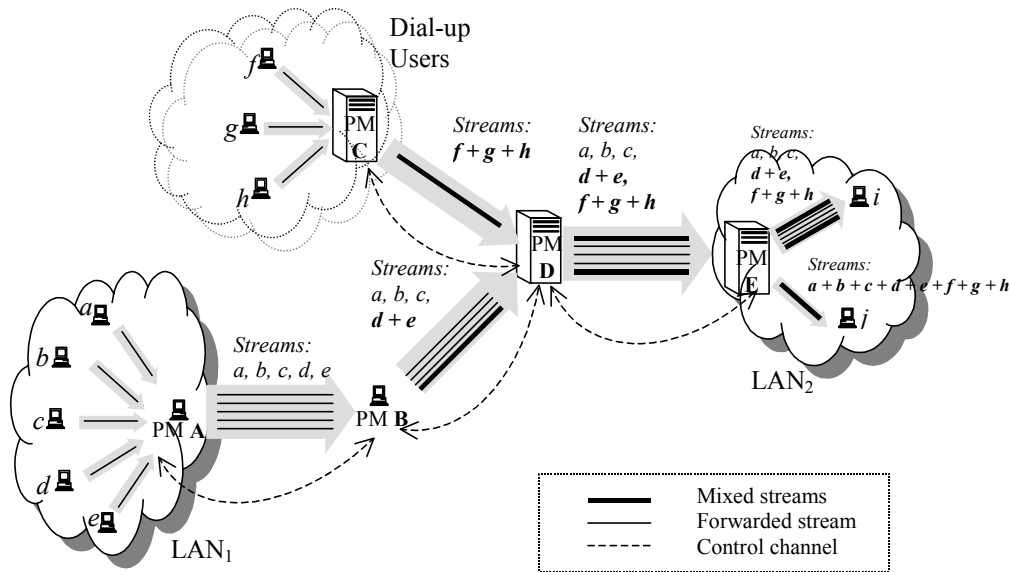 Dial-up
Users
f
g
h
PM
C
Streams:
f + g + h
Streams:
a, b, c,
d + e,
f + g + h
Streams:
a, b, c,
d + e,
f + g + h
i
PM
D
PM
E
Streams:
a + b + c + d + e + f + g + h
j
LAN2
Streams:
a, b, c,
d + e
a
b
c
d
e
PM A
Streams:
a, b, c, d, e
PM B
LAN1
Mixed streams
Forwarded stream
Control channel